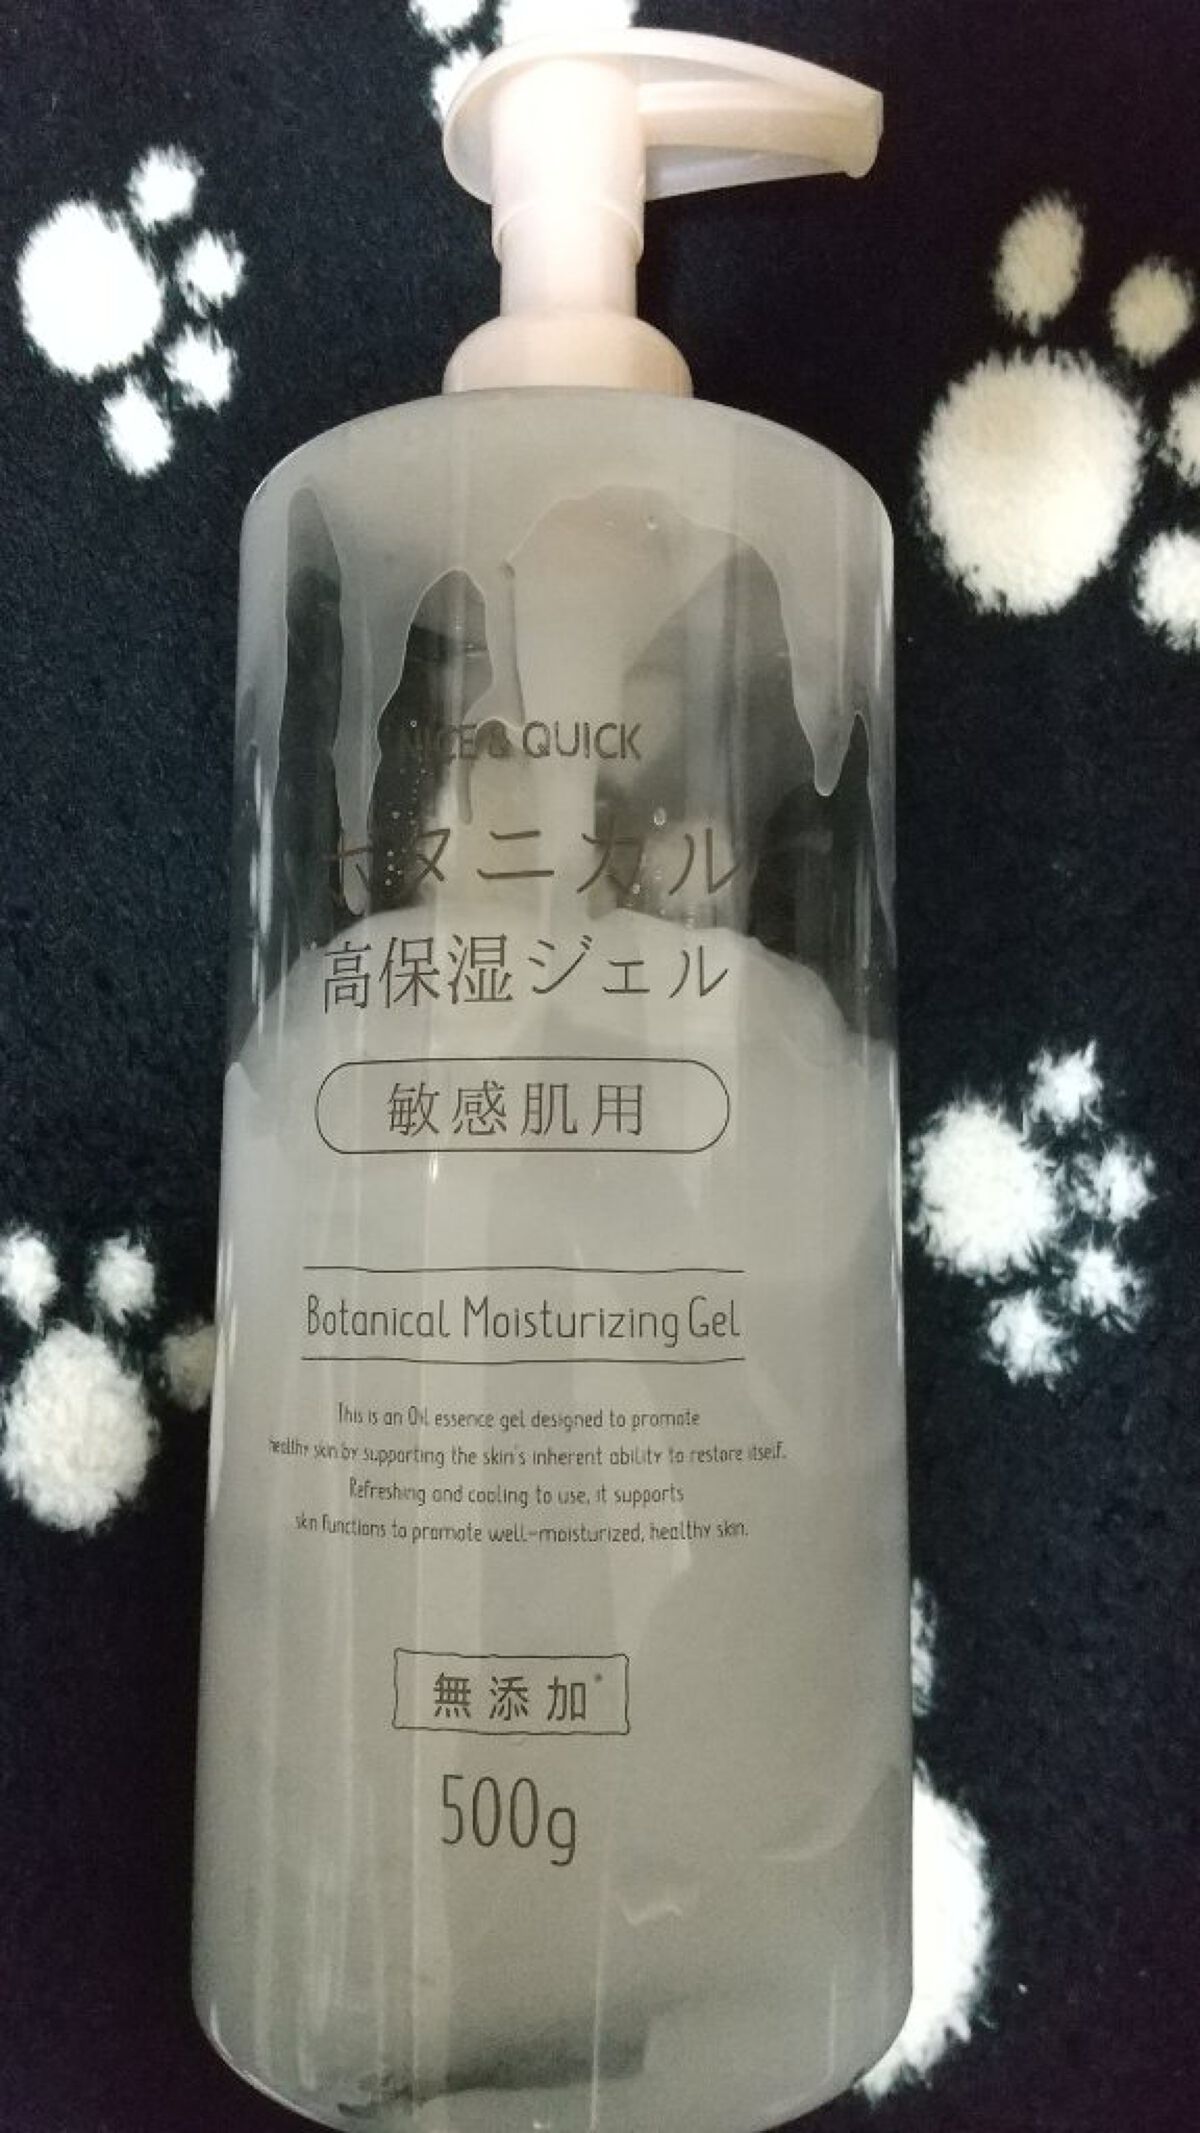 NICE & QUICK
ボタニカル
高保湿ジェル
敏感肌用
Botanical Moisturizing Gel
This is an Oil essence gel designed to promote
healthy skin by supporting the skin's inherent ability to restore itself.
Refreshing and cooling to use, it supports
skin functions to promote well-moisturized, healthy skin.
無添加*
500g